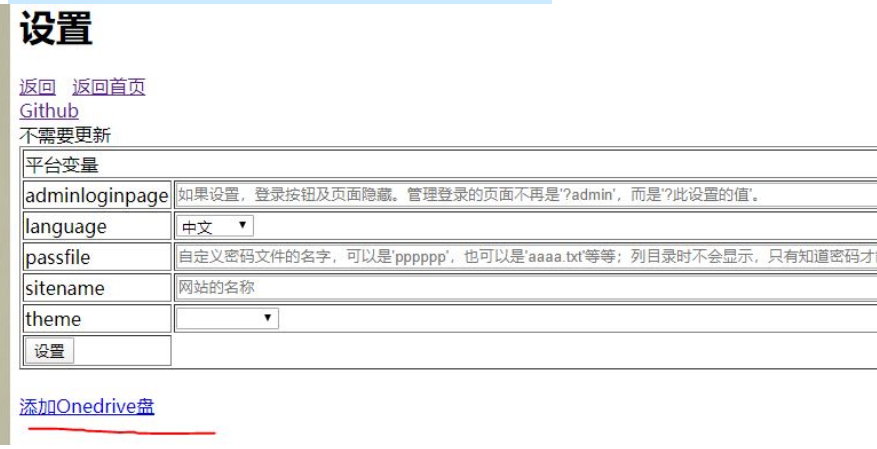 设置
返回 返回首页
Github
不需要更新
平台变量
adminloginpage 如果设置，登录按钮及页面隐藏。管理登录的页面不再是'?admin'，而是'?此设置的值'。
language 中文
passfile 自定义密码文件的名字，可以是'pppppp'，也可以是'aaaa.txt'等等；列目录时不会显示，只有知道密码才
sitename 网站的名称
theme
设置
添加Onedrive盘